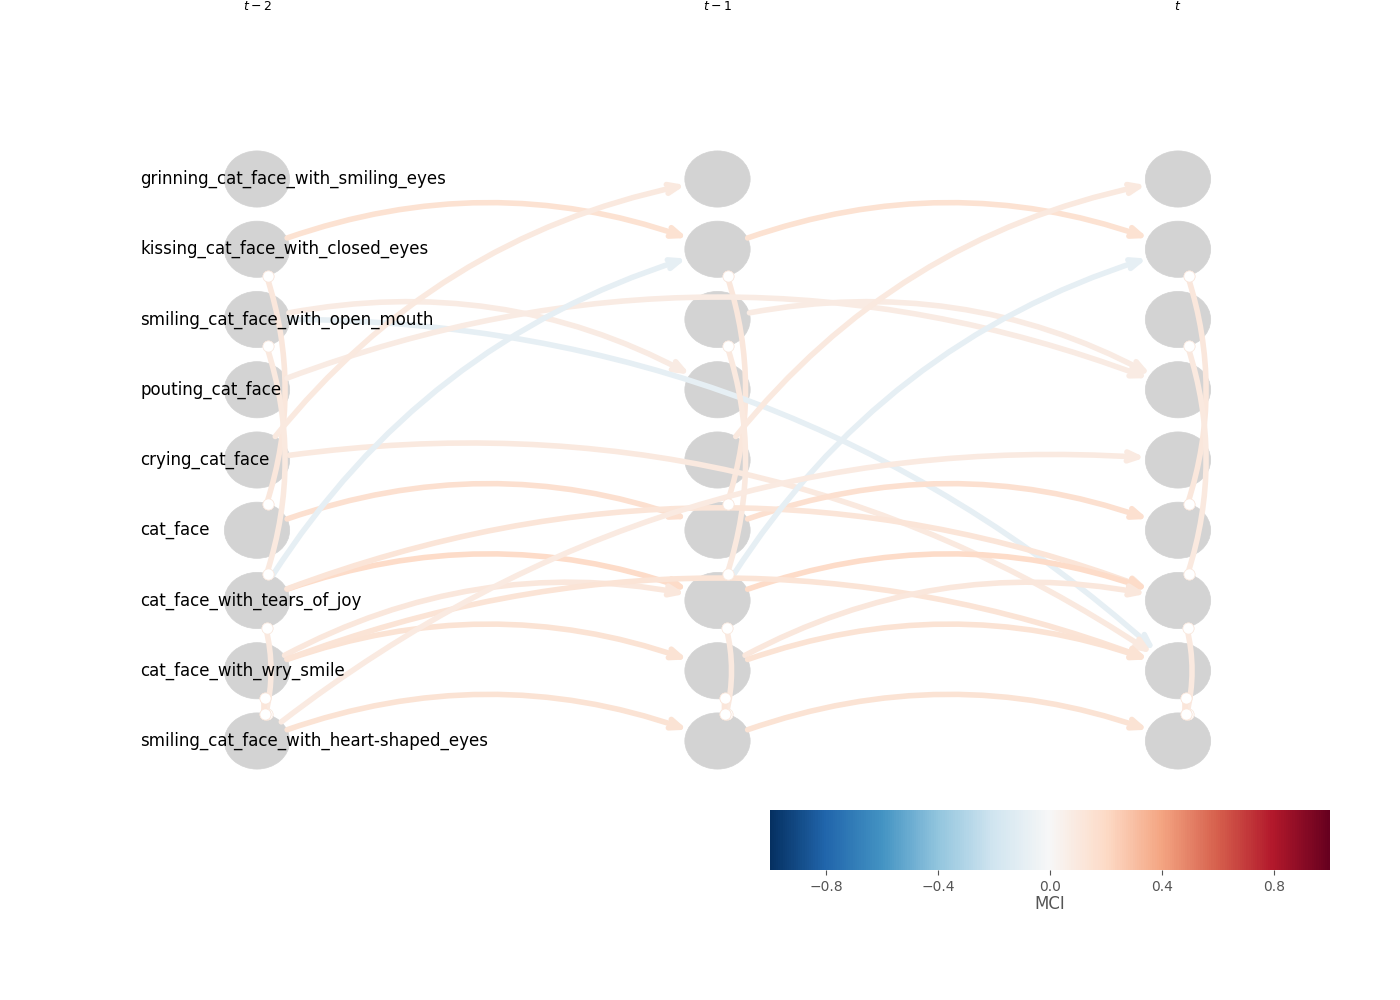 t − 2 t − 1 t
grinning_cat_face_with_smiling_eyes
kissing_cat_face_with_closed_eyes
smiling_cat_face_with_open_mouth
pouting_cat_face
crying_cat_face
cat_face
cat_face_with_tears_of_joy
cat_face_with_wry_smile
smiling_cat_face_with_heart-shaped_eyes
−0.8 −0.4 0.0 0.4 0.8
MCI